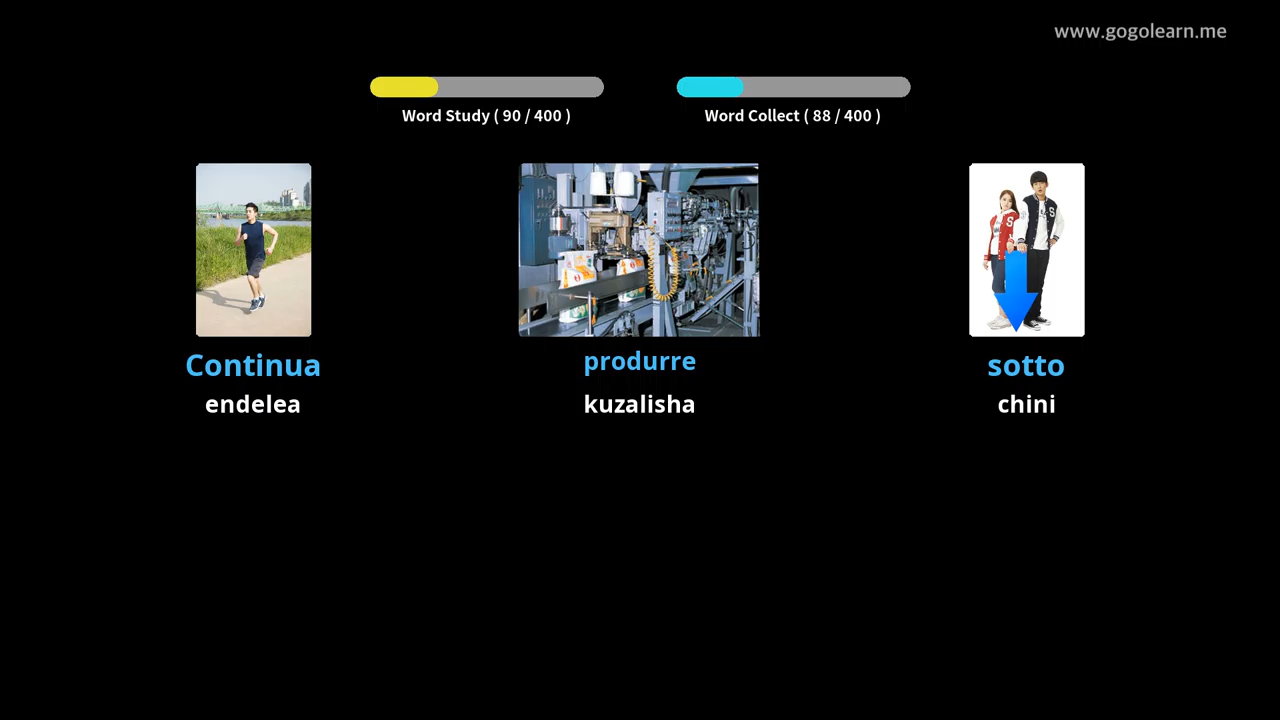 www.gogolearn.me
Word Study ( 90 / 400 )
Word Collect ( 88 / 400 )
Continua
produrre
sotto
endelea
kuzalisha
chini